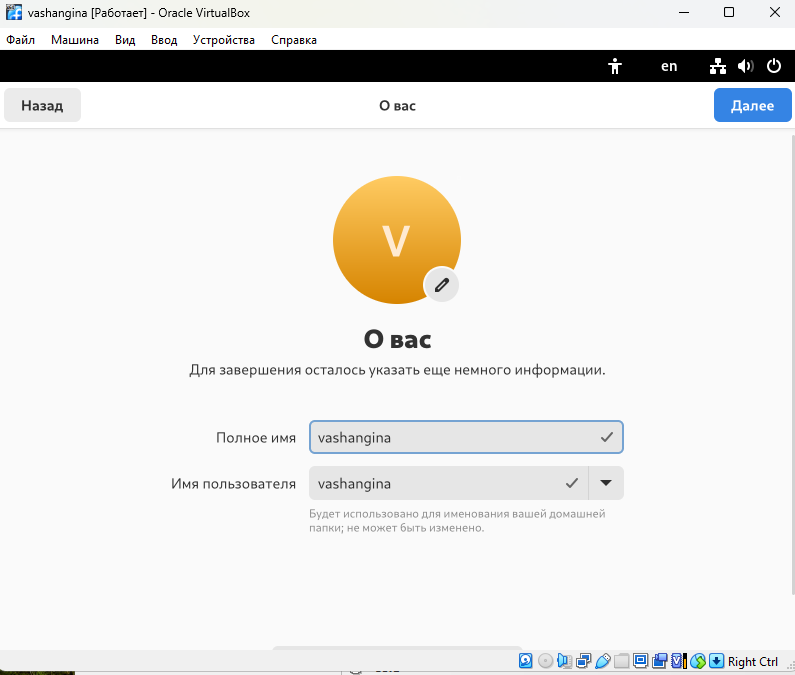 vashangina [Работает] - Oracle VirtualBox
Файл Машина Вид Ввод Устройства Справка
en
Назад О вас Далее
V
О вас
Для завершения осталось указать еще немного информации.
Полное имя vashangina
Имя пользователя vashangina
Будет использовано для именования вашей домашней
папки; не может быть изменено.
Right Ctrl